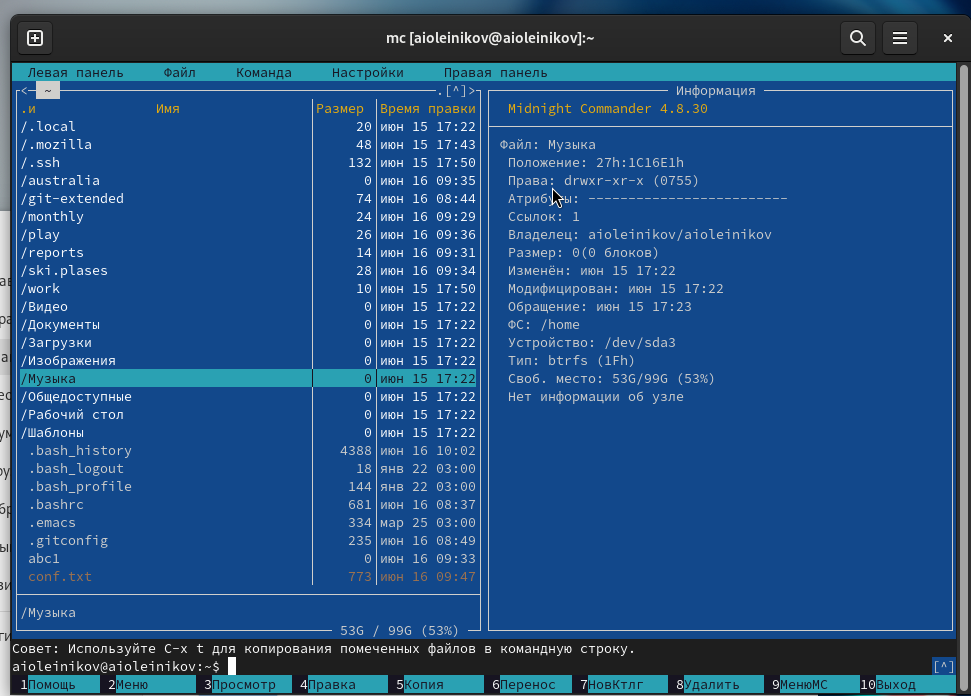 mc [aioleinikov@aioleinikov]:~
Левая панель Файл Команда Настройки Правая панель
<─ ~ .[^]>
.и Имя Размер Время правки
/.local 20 июн 15 17:22
/.mozilla 48 июн 15 17:43
/.ssh 132 июн 15 17:50
/australia 0 июн 16 09:35
/git-extended 74 июн 16 08:44
/monthly 24 июн 16 09:29
/play 26 июн 16 09:36
/reports 14 июн 16 09:31
/ski.plases 28 июн 16 09:34
/work 10 июн 15 17:50
/Видео 0 июн 15 17:22
/Документы 0 июн 15 17:22
/Загрузки 0 июн 15 17:22
/Изображения 0 июн 15 17:22
/Музыка 0 июн 15 17:22
/Общедоступные 0 июн 15 17:22
/Рабочий стол 0 июн 15 17:22
/Шаблоны 0 июн 15 17:22
.bash_history 4388 июн 16 10:02
.bash_logout 18 янв 22 03:00
.bash_profile 144 янв 22 03:00
.bashrc 681 июн 16 08:37
.emacs 334 мар 25 03:00
.gitconfig 235 июн 16 08:49
abc1 0 июн 16 09:33
conf.txt 773 июн 16 09:47
/Музыка
53G / 99G (53%)
Информация
Midnight Commander 4.8.30
Файл: Музыка
Положение: 27h:1C16E1h
Права: drwxr-xr-x (0755)
Атрибуты: -------------------------
Ссылок: 1
Владелец: aioleinikov/aioleinikov
Размер: 0(0 блоков)
Изменён: июн 15 17:22
Модифицирован: июн 15 17:22
Обращение: июн 15 17:23
ФС: /home
Устройство: /dev/sda3
Тип: btrfs (1Fh)
Своб. место: 53G/99G (53%)
Нет информации об узле
Совет: Используйте C-x t для копирования помеченных файлов в командную строку.
aioleinikov@aioleinikov:~$ [^]
1Помощь 2Меню 3Просмотр 4Правка 5Копия 6Перенос 7НовКтлг 8Удалить 9МенюMC 10Выход